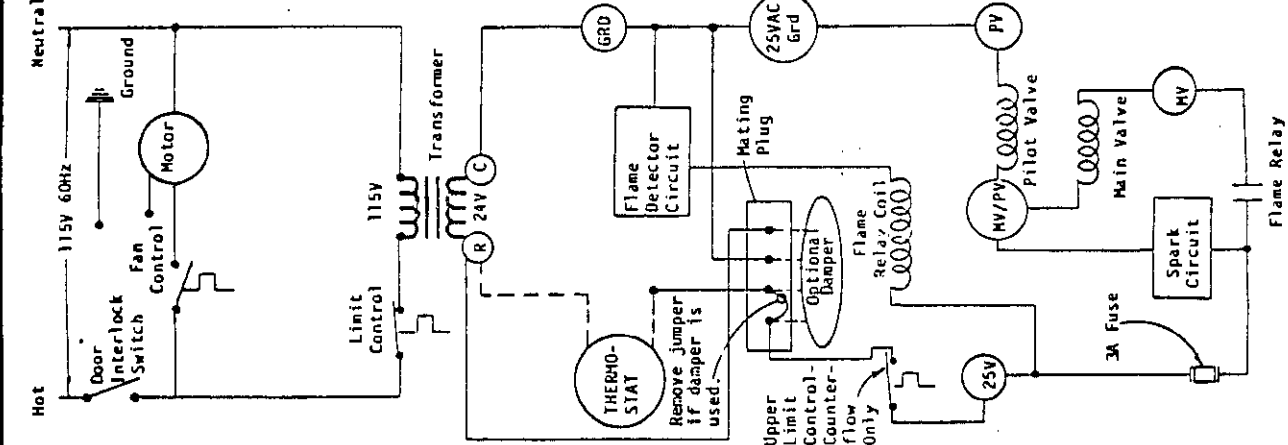 Hot
115V 60Hz
Neutral
Door
Interlock
Switch
Ground
Fan
Control
Motor
Limit
Control
115V
Transformer
R
24V
C
THERMO-
STAT
Flame
Detector
Circuit
GRD
Remove jumper
if damper is
used.
Mating
Plug
Optional
Damper
25VAC
Grd
Upper
Limit
Control-
Counter-
flow
Only
Flame
Relay Coil
25V
MV/PV
Pilot Valve
PV
Main Valve
MV
3A Fuse
Spark
Circuit
Flame Relay